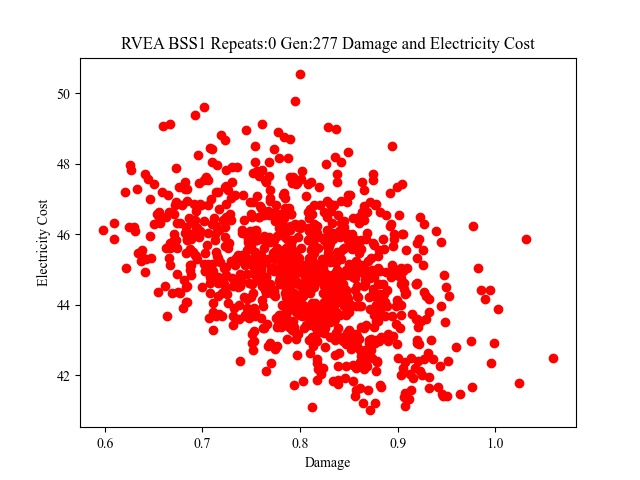 RVEA BSS1 Repeats:0 Gen:277 Damage and Electricity Cost
50
48
46
44
42
Electricity Cost
0.6 0.7 0.8 0.9 1.0
Damage